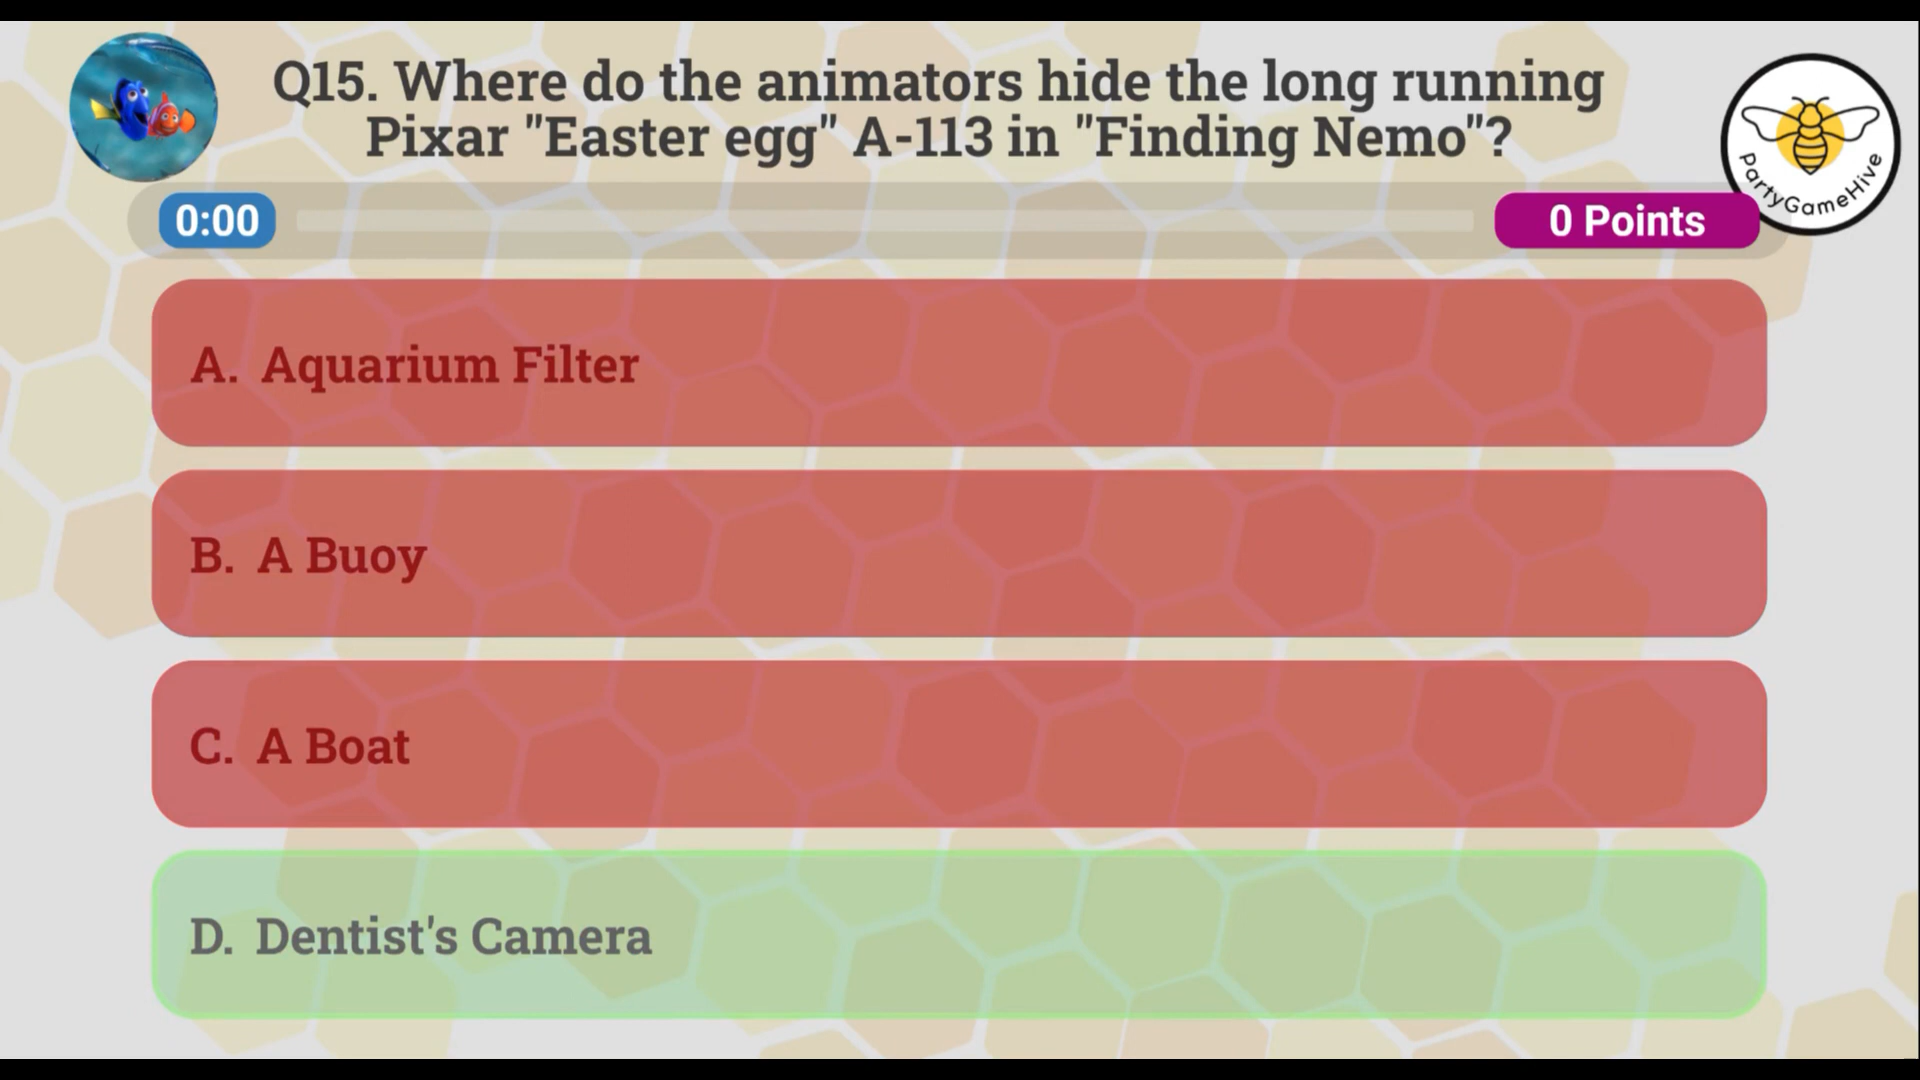 Q15. Where do the animators hide the long running
Pixar "Easter egg" A-113 in "Finding Nemo"?
PartyGameHive
0:00
0 Points
A. Aquarium Filter
B. A Buoy
C. A Boat
D. Dentist's Camera